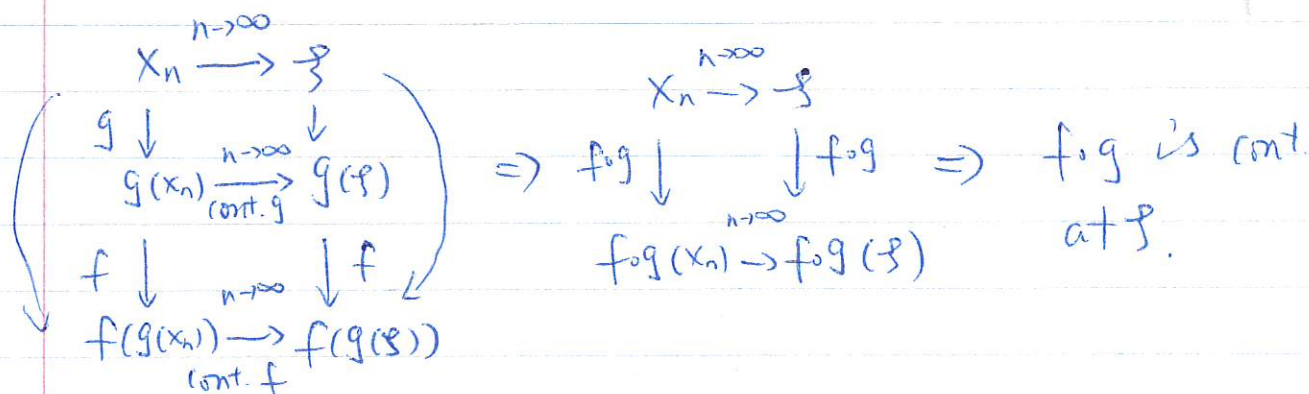 n→∞
Xₙ ⟶ ξ
g ↓ ↓
n→∞
g(xₙ) ⟶ g(ξ)
cont. g
f ↓ ↓ f
n→∞
f(g(xₙ)) ⟶ f(g(ξ))
cont. f
n→∞
Xₙ → ξ
⇒ f∘g ↓ ↓ f∘g ⇒
n→∞
f∘g(xₙ) → f∘g(ξ)
f∘g is cont.
at ξ.